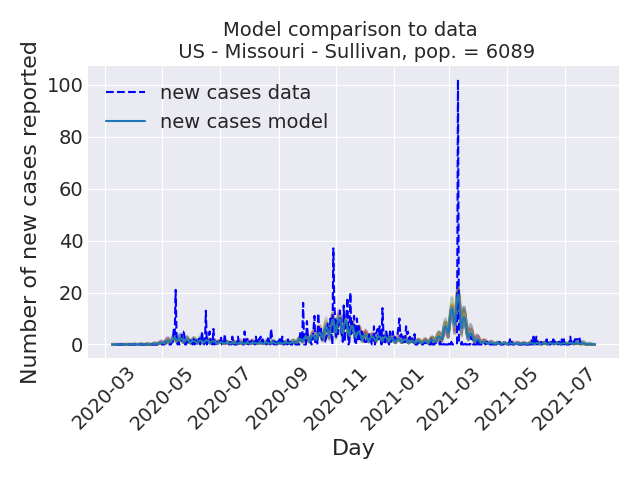 Model comparison to data
US - Missouri - Sullivan, pop. = 6089
Number of new cases reported
100
80
60
40
20
0
new cases data
new cases model
2020-03
2020-05
2020-07
2020-09
2020-11
2021-01
2021-03
2021-05
2021-07
Day